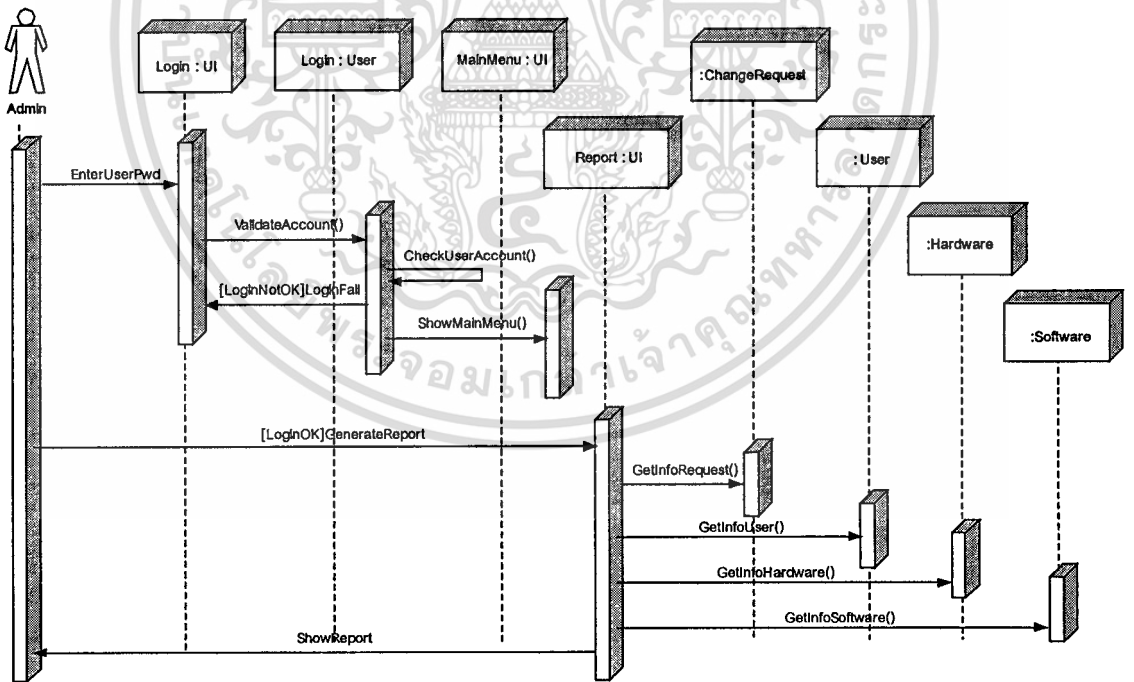 Admin
Login : UI
Login : User
MainMenu : UI
:ChangeRequest
Report : UI
:User
:Hardware
:Software
EnterUserPwd
ValidateAccount()
CheckUserAccount()
[LoginNotOK]LoginFail
ShowMainMenu()
[LoginOK]GenerateReport
GetInfoRequest()
GetInfoUser()
GetInfoHardware()
GetInfoSoftware()
ShowReport